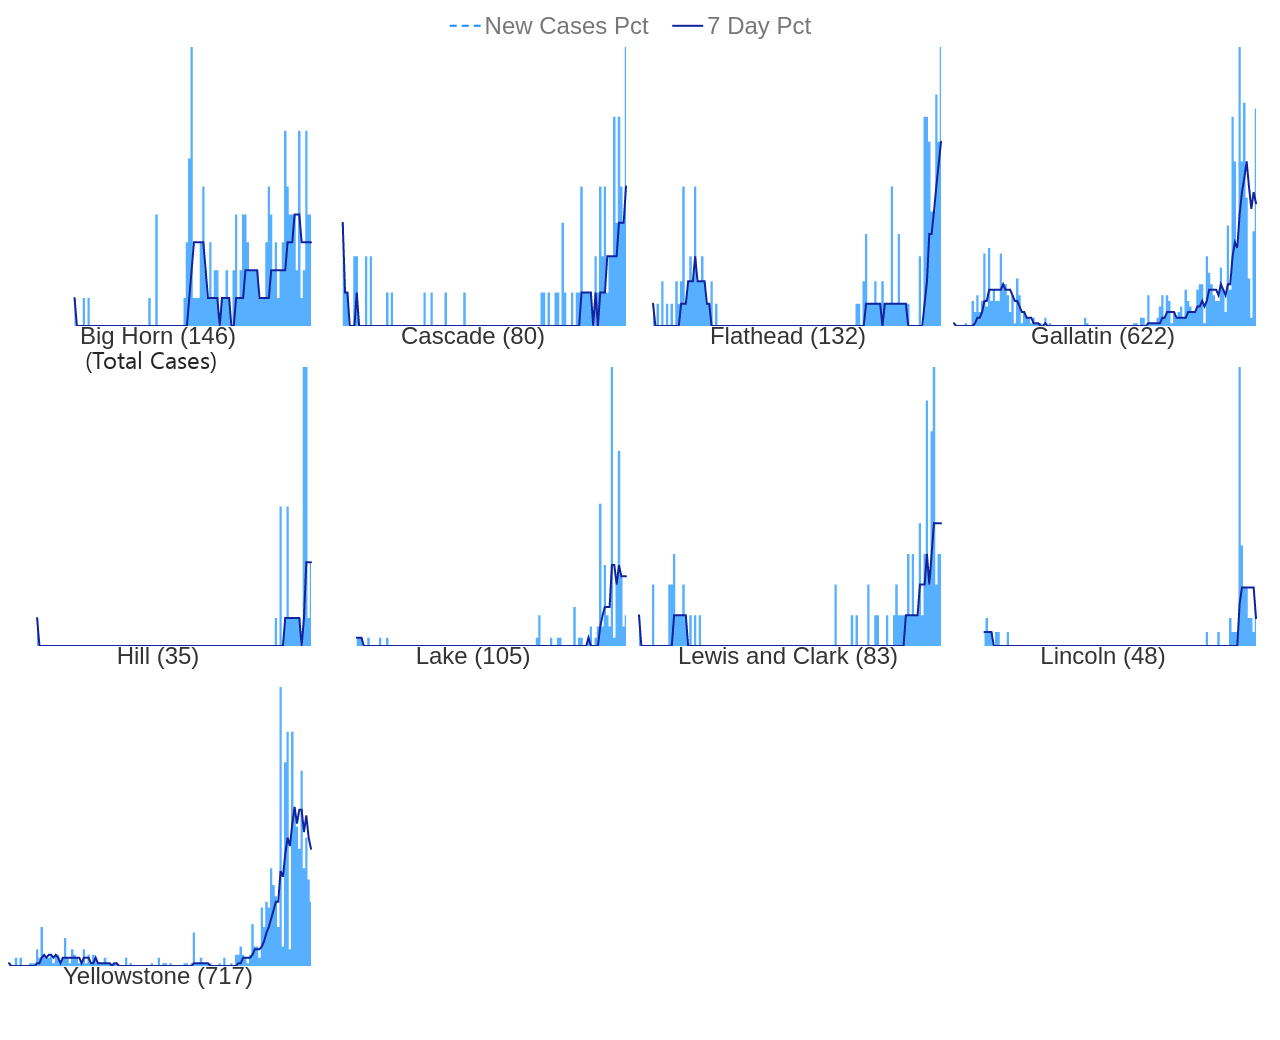 New Cases Pct 7 Day Pct
Big Horn (146) Cascade (80) Flathead (132) Gallatin (622)
(Total Cases)
Hill (35) Lake (105) Lewis and Clark (83) Lincoln (48)
Yellowstone (717)